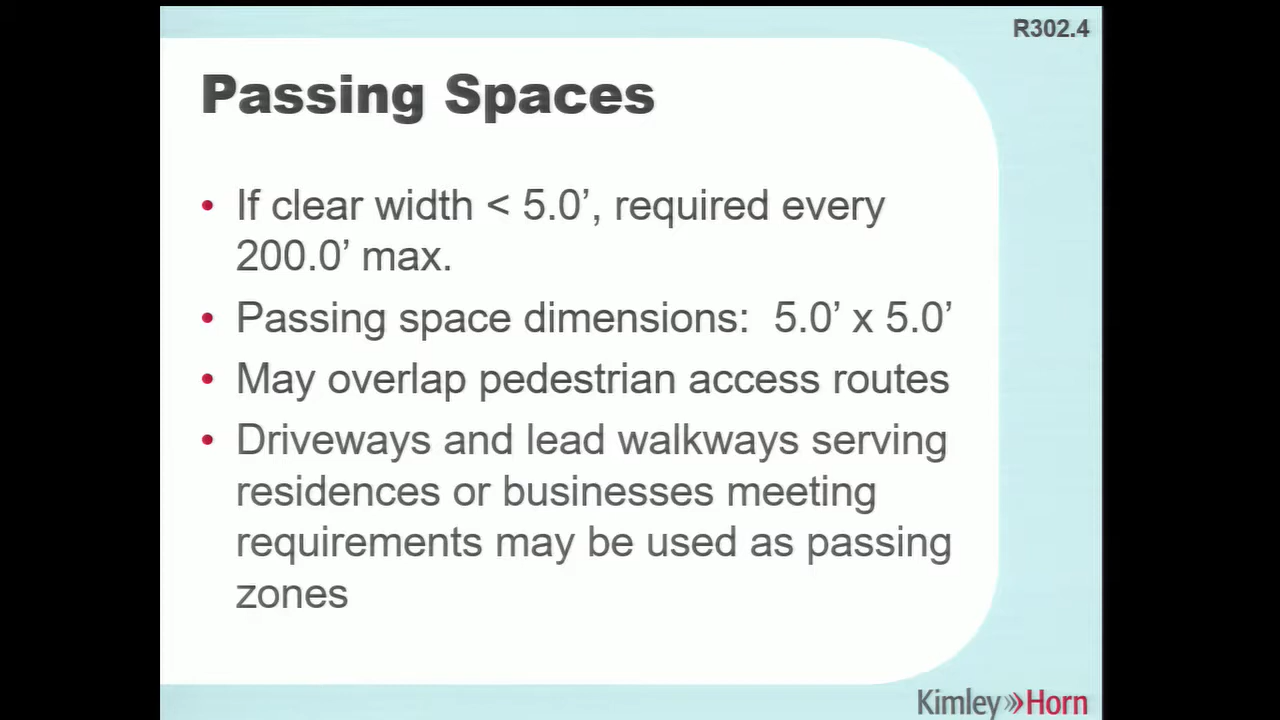 R302.4
Passing Spaces
• If clear width < 5.0’, required every
200.0’ max.
• Passing space dimensions:  5.0’ x 5.0’
• May overlap pedestrian access routes
• Driveways and lead walkways serving
residences or businesses meeting
requirements may be used as passing
zones
Kimley»Horn